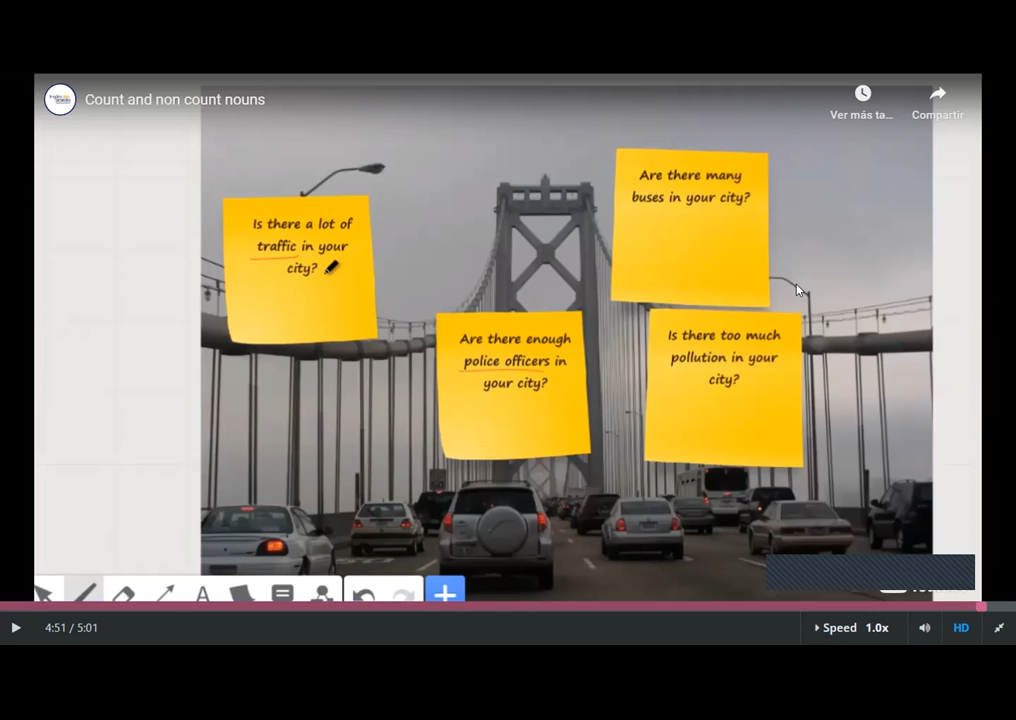 Count and non count nouns
Ver más ta...
Compartir
Is there a lot of
traffic in your
city?
Are there many
buses in your city?
Are there enough
police officers in
your city?
Is there too much
pollution in your
city?
A
4:51 / 5:01
Speed 1.0x
HD